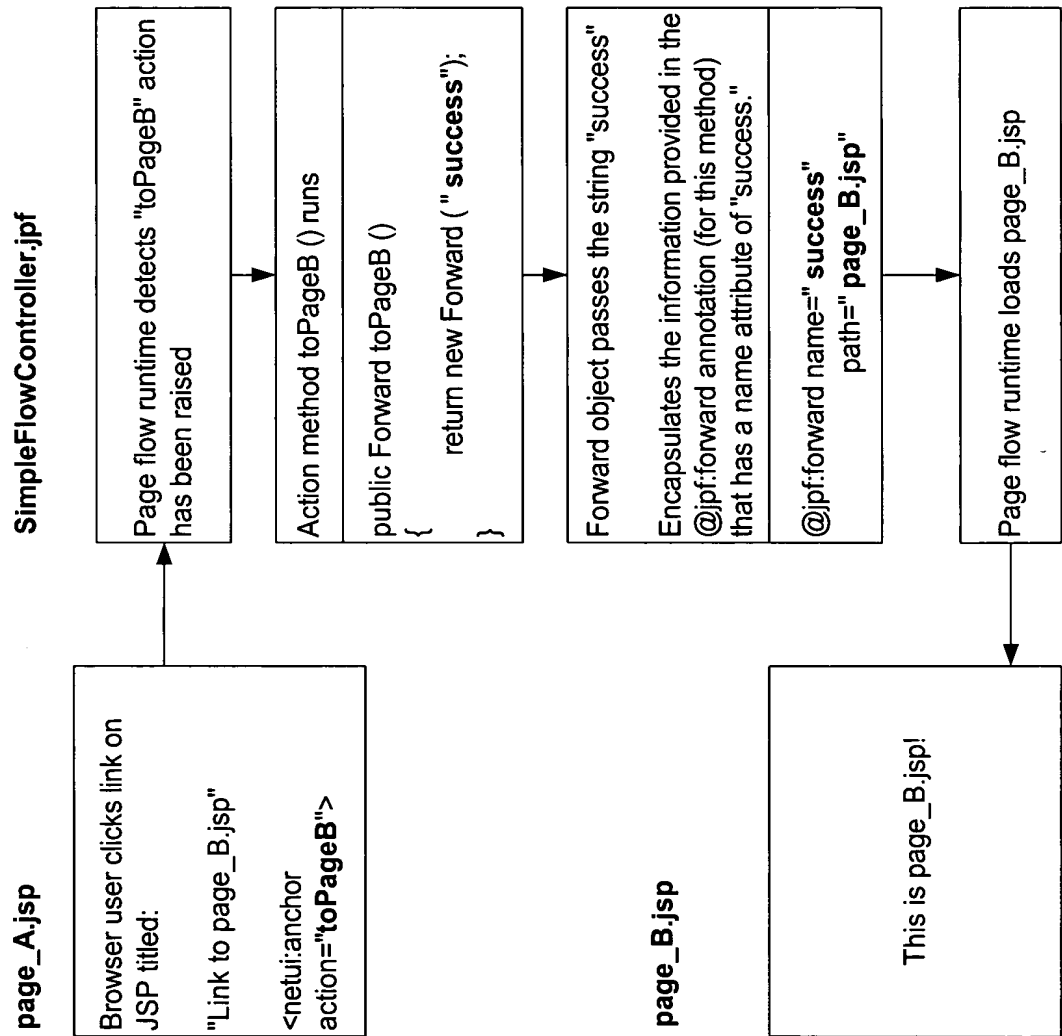 page_A.jsp
Browser user clicks link on
JSP titled:
"Link to page_B.jsp"
<netui:anchor
action="toPageB">
SimpleFlowController.jpf
Page flow runtime detects "toPageB" action
has been raised
Action method toPageB () runs
public Forward toPageB ()
{
return new Forward ( " success");
}
Forward object passes the string "success"
Encapsulates the information provided in the
@jpf:forward annotation (for this method)
that has a name attribute of "success."
@jpf:forward name=" success"
path=" page_B.jsp"
Page flow runtime loads page_B.jsp
page_B.jsp
This is page_B.jsp!